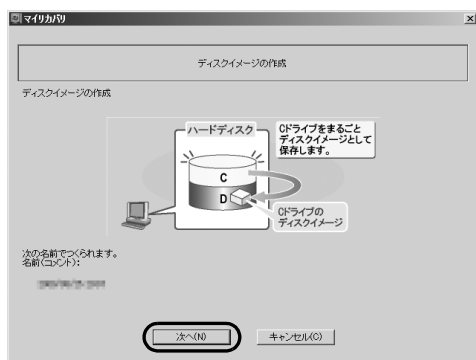 マイリカバリ
ディスクイメージの作成
ディスクイメージの作成
ハードディスク
Cドライブをまるごと
ディスクイメージとして
保存します。
C
D
Cドライブの
ディスクイメージ
次の名前でつくられます。
名前(コメント):
次へ(N)
キャンセル(C)